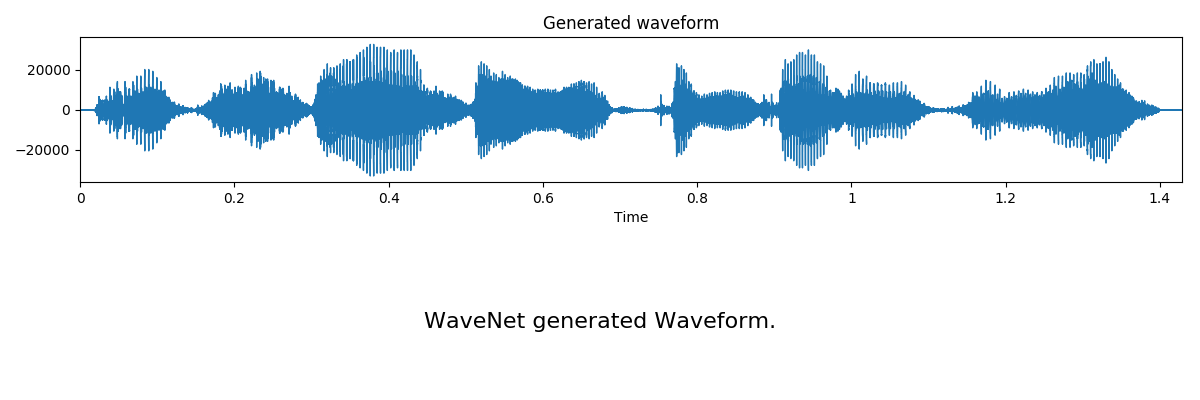 Generated waveform
20000
0
−20000
0 0.2 0.4 0.6 0.8 1 1.2 1.4
Time
WaveNet generated Waveform.